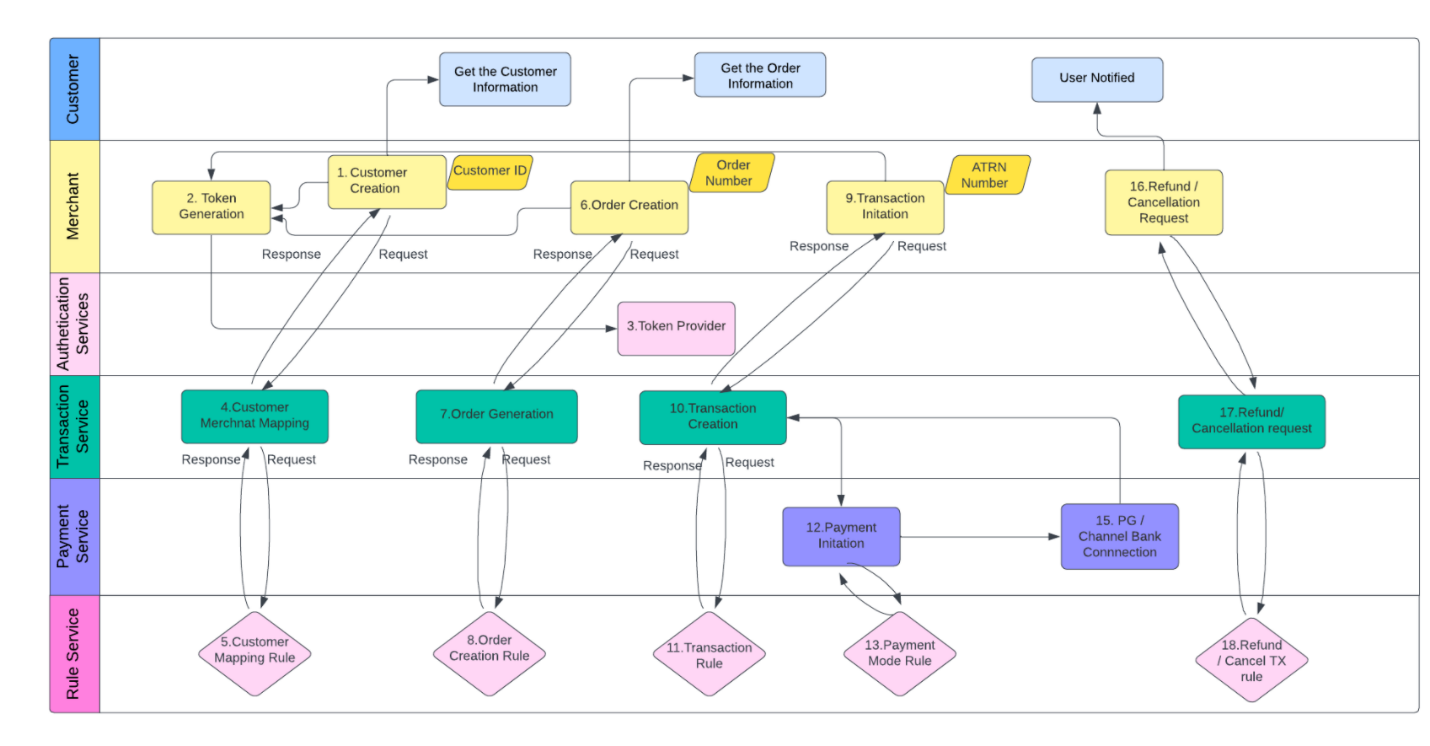 Customer
Get the Customer
Information
Get the Order
Information
User Notified
Merchant
2. Token
Generation
1. Customer
Creation
Customer ID
6.Order Creation
Order
Number
9.Transaction
Initation
ATRN
Number
16.Refund /
Cancellation
Request
Response
Request
Response
Request
Response
Request
Authetication
Services
3.Token Provider
Transaction
Service
4.Customer
Merchnat Mapping
7.Order Generation
10.Transaction
Creation
17.Refund/
Cancellation request
Response
Request
Response
Request
Response
Request
Payment
Service
12.Payment
Initation
15. PG /
Channel Bank
Connnection
Rule Service
5.Customer
Mapping Rule
8.Order
Creation Rule
11.Transaction
Rule
13.Payment
Mode Rule
18.Refund
/ Cancel TX
rule